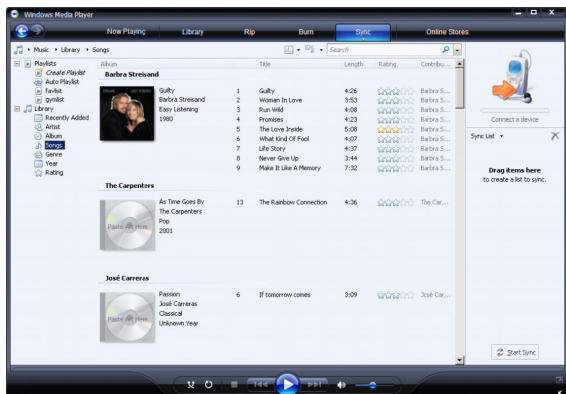 Windows Media Player
Now Playing Library Rip Burn Sync Online Stores
Music Library Songs
Search
Playlists
Create Playlist
Auto Playlist
favlist
gymlist
Library
Recently Added
Artist
Album
Songs
Genre
Year
Rating
Album Title Length Rating Contribu...
Barbra Streisand
Guilty
Barbra Streisand
Easy Listening
1980
1 Guilty 4:26 Barbra S...
2 Woman In Love 3:53 Barbra S...
3 Run Wild 4:08 Barbra S...
4 Promises 4:23 Barbra S...
5 The Love Inside 5:08 Barbra S...
6 What Kind Of Fool 4:07 Barbra S...
7 Life Story 4:37 Barbra S...
8 Never Give Up 3:44 Barbra S...
9 Make It Like A Memory 7:32 Barbra S...
The Carpenters
Paste Art Here
As Time Goes By
The Carpenters
Pop
2001
13 The Rainbow Connection 4:36 The Car...
José Carreras
Paste Art Here
Passion
José Carreras
Classical
Unknown Year
6 If tomorrow comes 3:09 José Car...
Connect a device
Sync List
Drag items here
to create a list to sync.
Start Sync